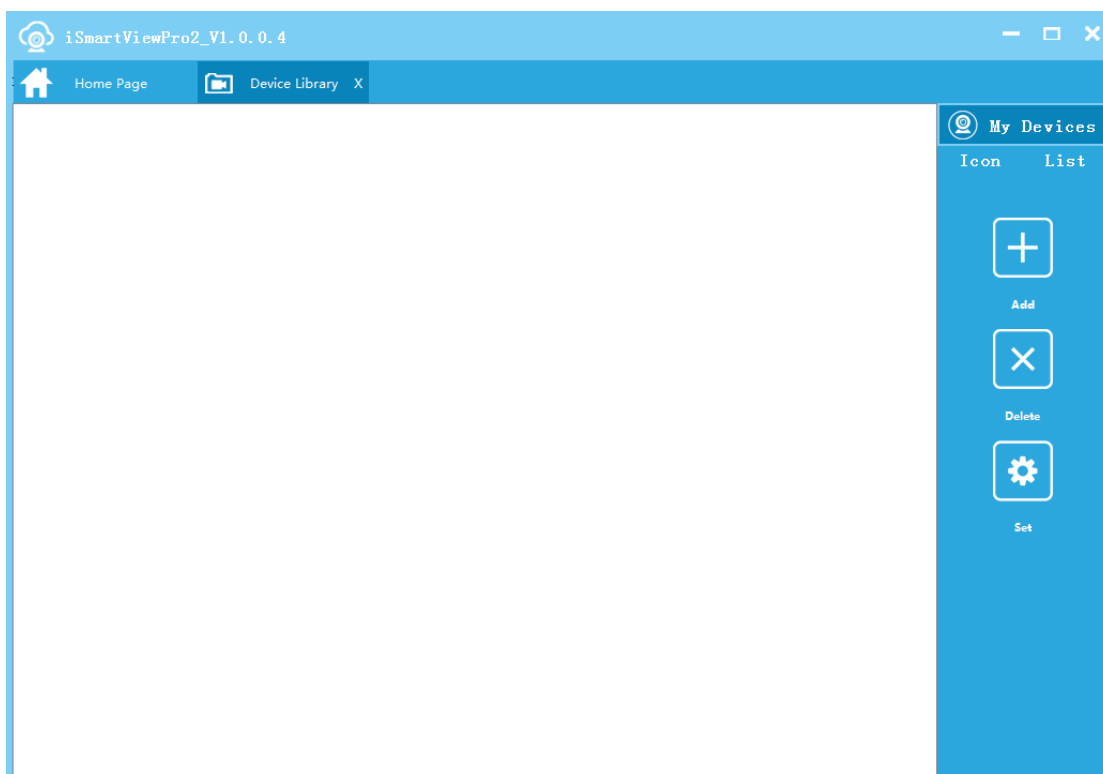 iSmartViewPro2_V1.0.0.4
Home Page
Device Library X
My Devices
Icon List
Add
Delete
Set